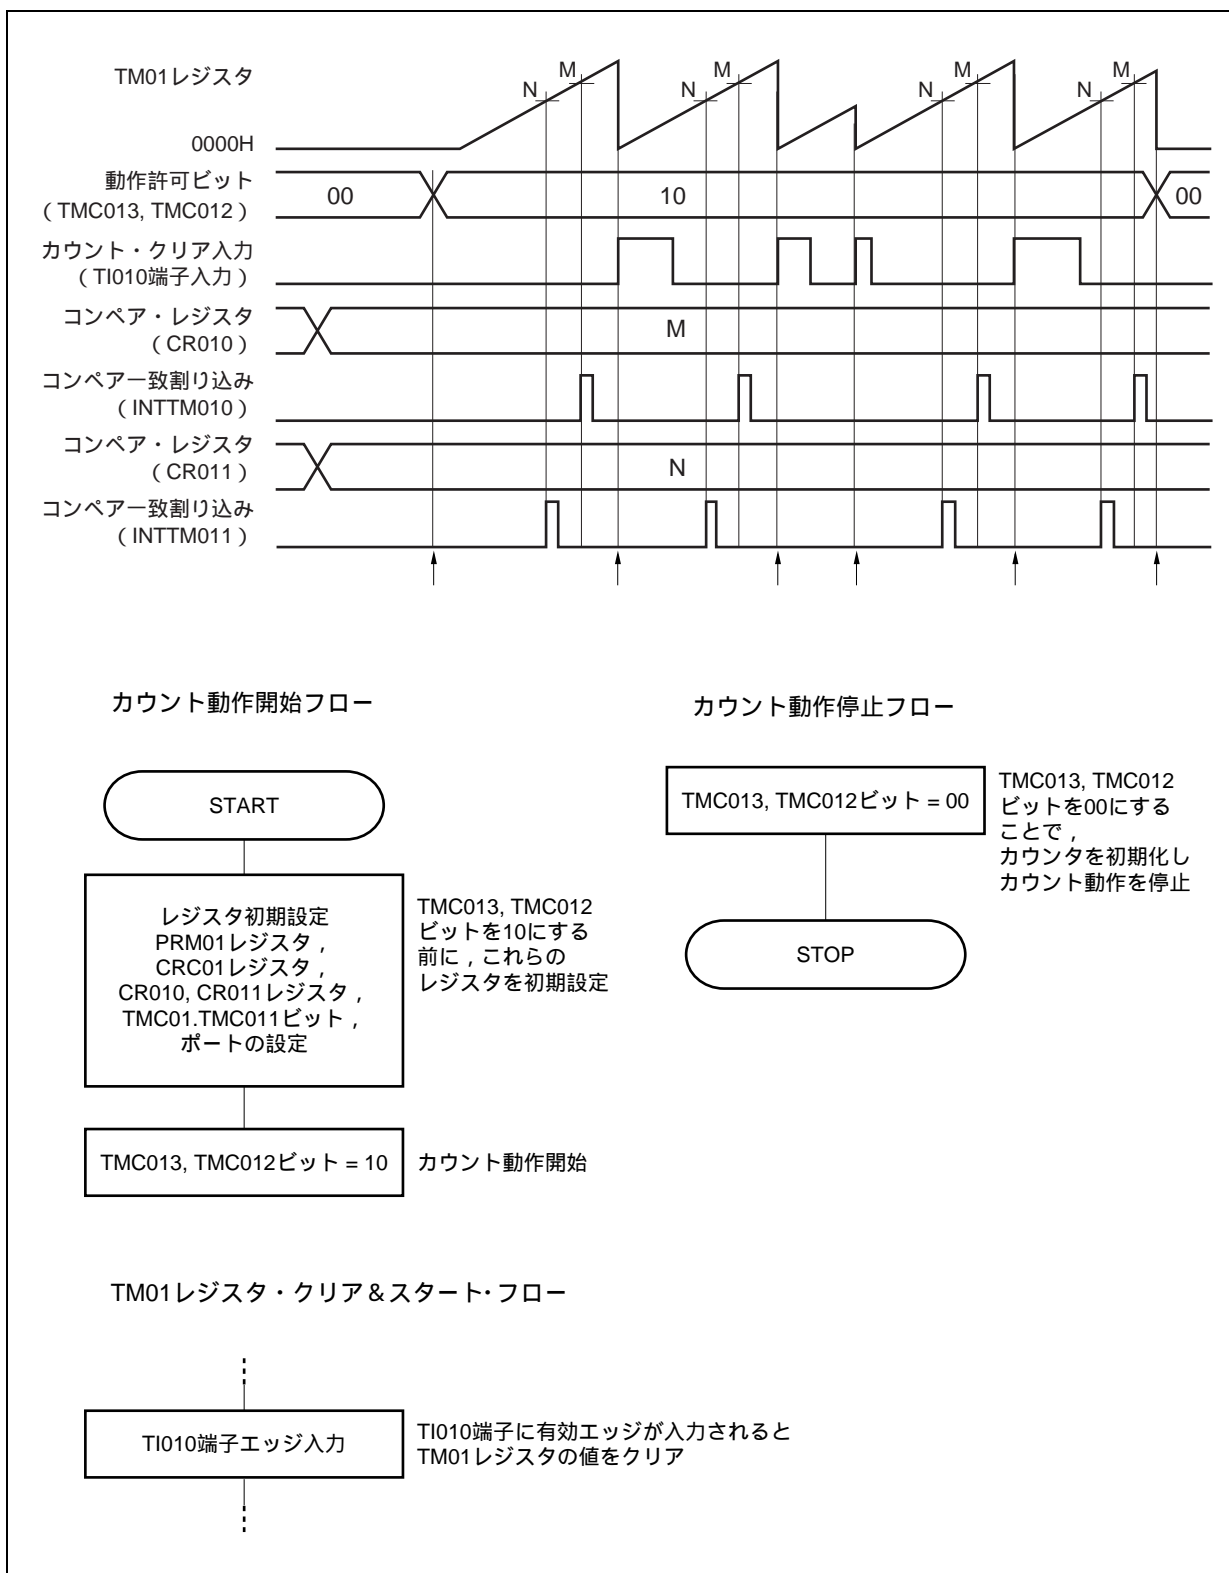 TM01レジスタ
N M N M N M N M
0000H
動作許可ビット
（TMC013, TMC012）
00 10 00
カウント・クリア入力
（TI010端子入力）
コンペア・レジスタ
（CR010）
M
コンペア一致割り込み
（INTTM010）
コンペア・レジスタ
（CR011）
N
コンペア一致割り込み
（INTTM011）
カウント動作開始フロー
START
レジスタ初期設定
PRM01レジスタ，
CRC01レジスタ，
CR010, CR011レジスタ，
TMC01.TMC011ビット，
ポートの設定
TMC013, TMC012
ビットを10にする
前に，これらの
レジスタを初期設定
TMC013, TMC012ビット = 10
カウント動作開始
カウント動作停止フロー
TMC013, TMC012ビット = 00
TMC013, TMC012
ビットを00にする
ことで，
カウンタを初期化し
カウント動作を停止
STOP
TM01レジスタ・クリア＆スタート・フロー
TI010端子エッジ入力
TI010端子に有効エッジが入力されると
TM01レジスタの値をクリア